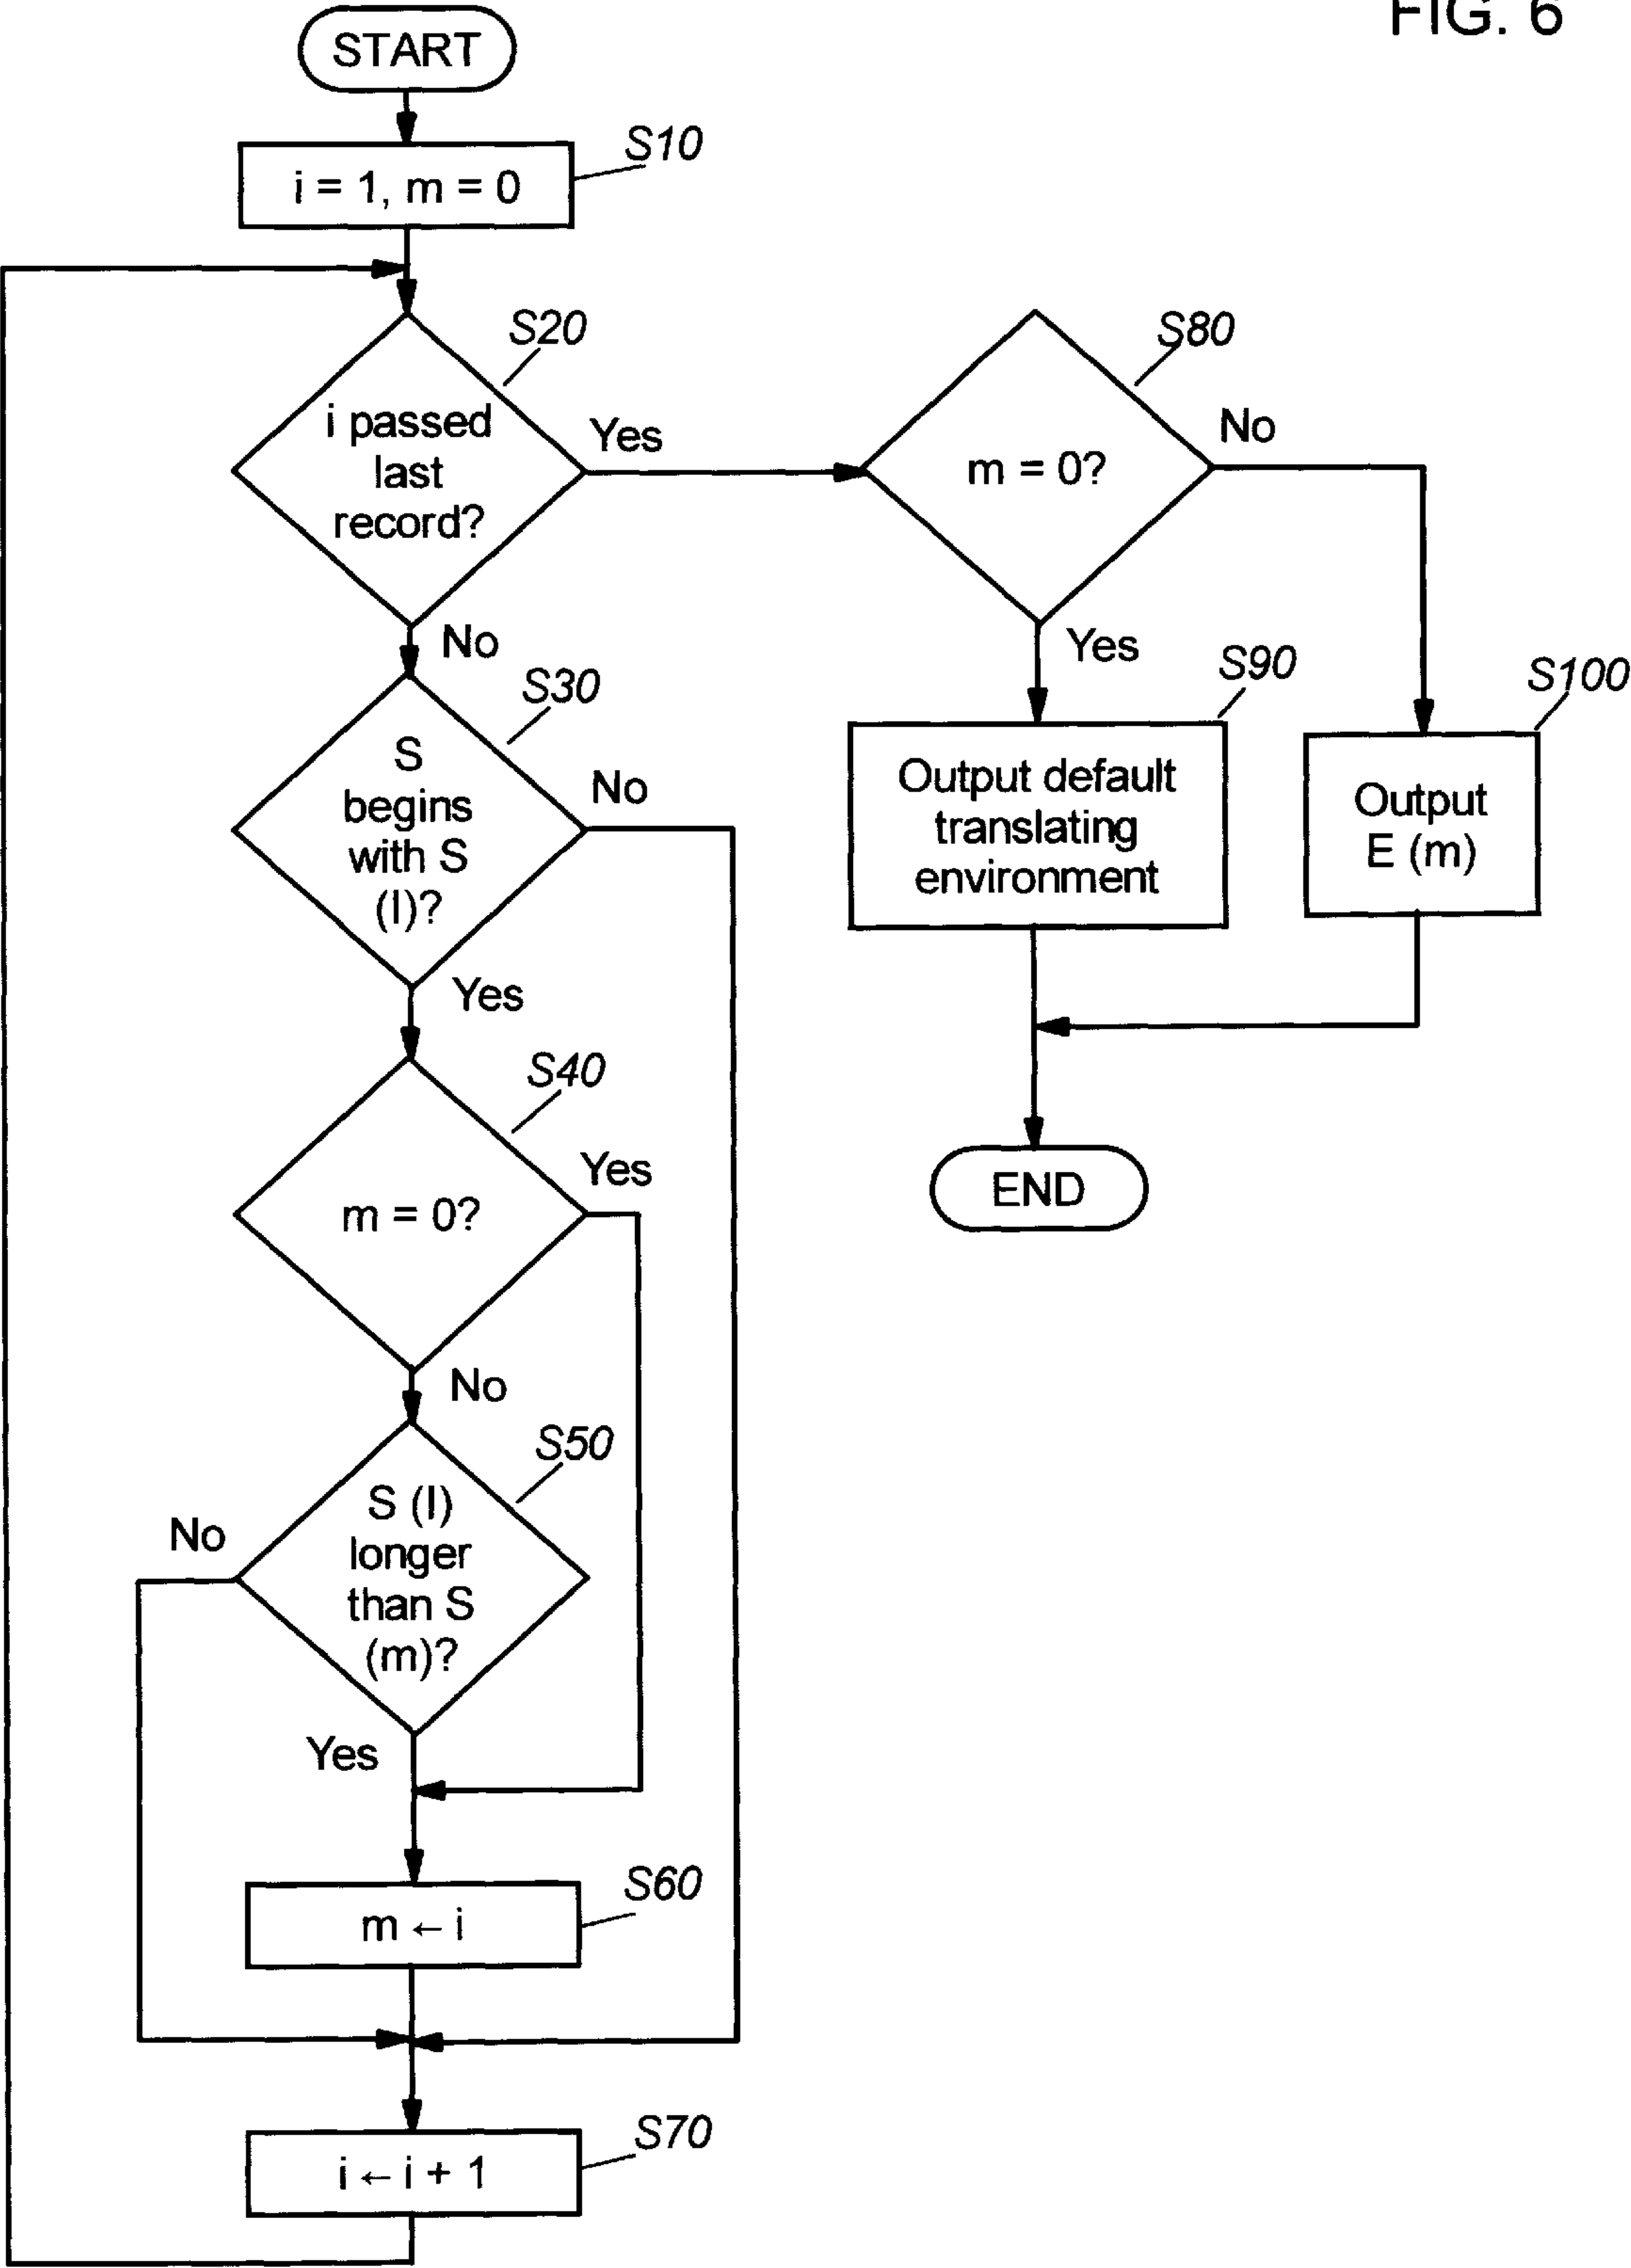 FIG. 6
START
S10
i = 1, m = 0
S20
i passed
last
record?
Yes
No
S80
m = 0?
No
Yes
S30
S
begins
with S
(I)?
No
Yes
S90
Output default
translating
environment
S100
Output
E (m)
END
S40
m = 0?
Yes
No
S50
S (I)
longer
than S
(m)?
No
Yes
S60
m ← i
S70
i ← i + 1